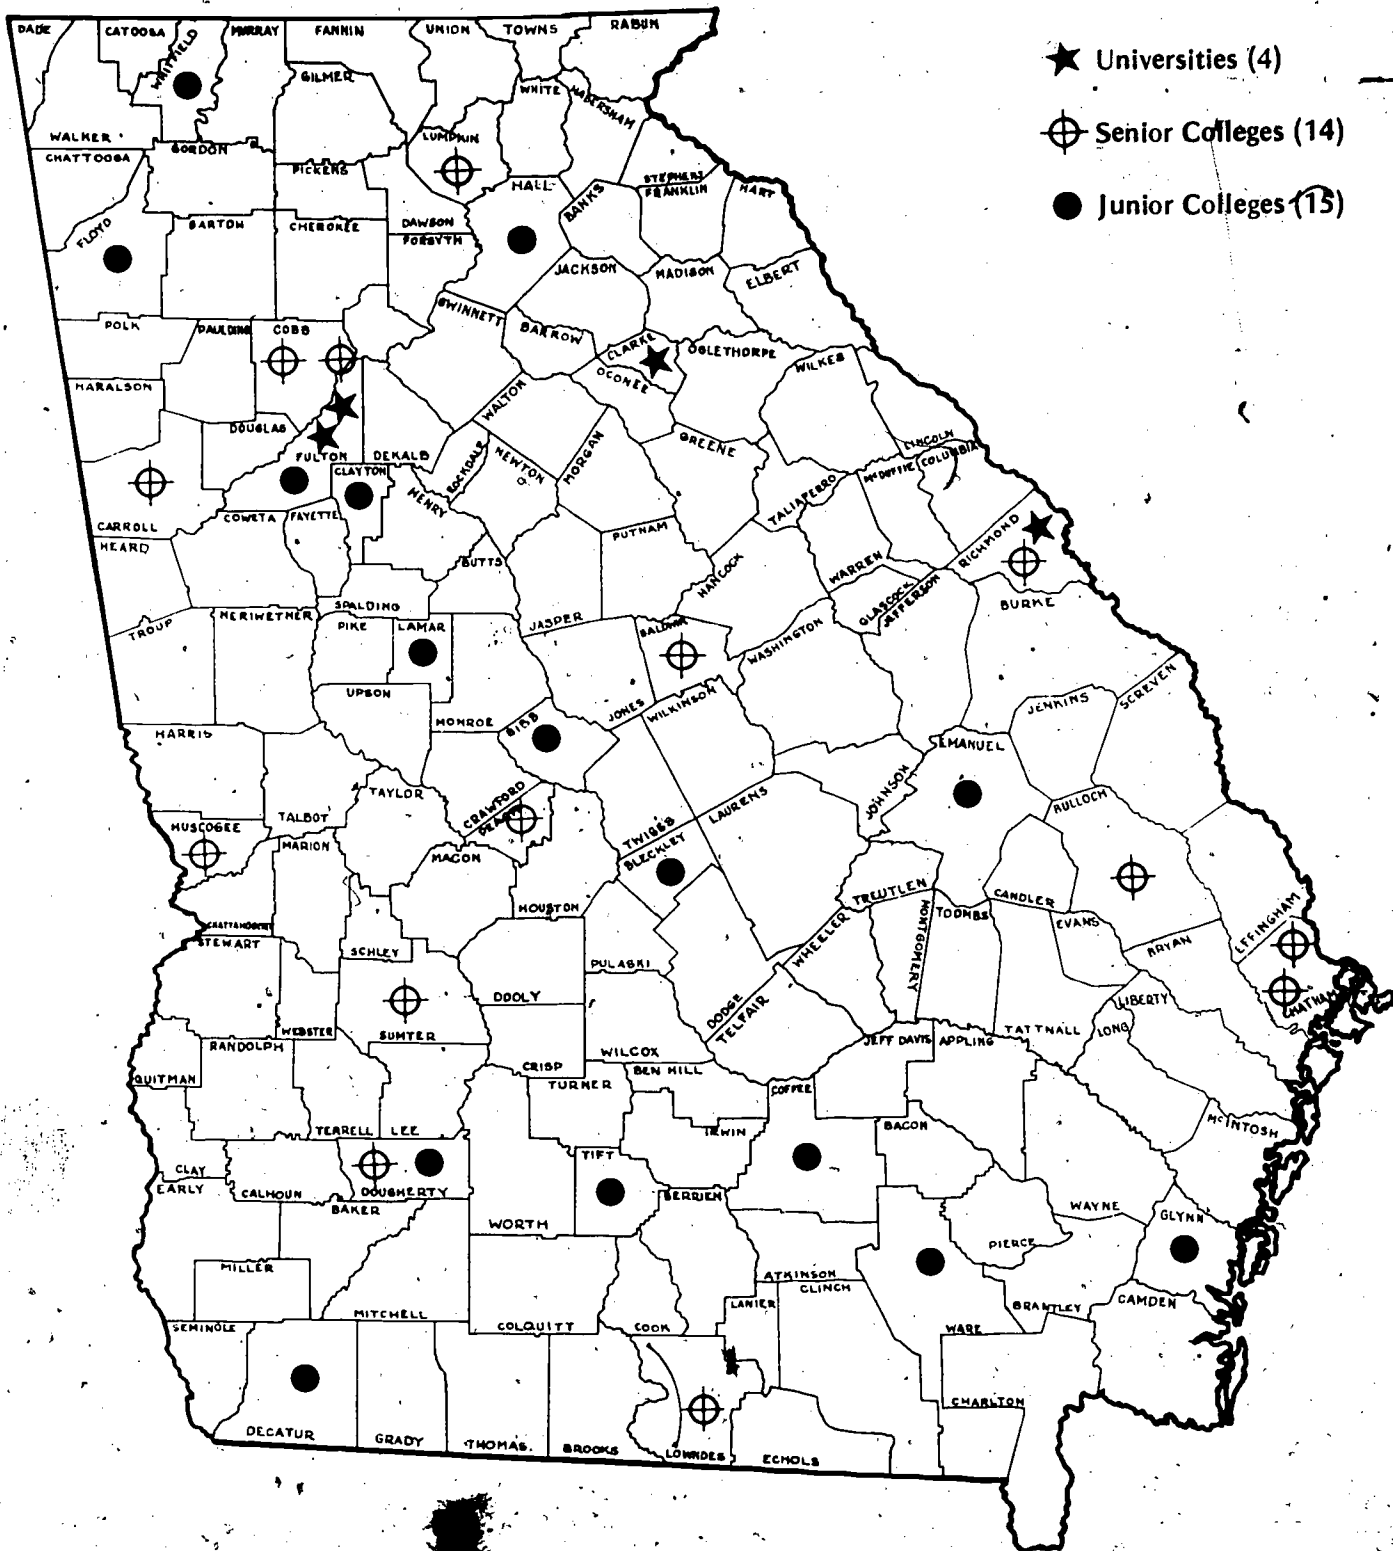 Universities (4)
Senior Colleges (14)
Junior Colleges (15)
DADE
CATOOSA
WHITFIELD
MURRAY
FANNIN
UNION
TOWNS
RABUN
GILMER
WHITE
HABERSHAM
WALKER
LUMPKIN
CHATTOOGA
GORDON
PICKENS
HALL
BANKS
STEPHENS
FRANKLIN
HART
FLOYD
BARTOW
CHEROKEE
DAWSON
FORSYTH
JACKSON
MADISON
ELBERT
POLK
PAULDING
COBB
GWINNETT
BARROW
CLARKE
OCONEE
OGLETHORPE
WILKES
HARALSON
DOUGLAS
FULTON
DEKALB
WALTON
GREENE
LINCOLN
CLAYTON
ROCKDALE
NEWTON
MORGAN
TALIAFERRO
McDUFFIE
COLUMBIA
CARROLL
COWETA
FAYETTE
HENRY
HEARD
BUTTS
PUTNAM
HANCOCK
WARREN
RICHMOND
GLASCOCK
JEFFERSON
BURKE
TROUP
MERIWETHER
SPALDING
PIKE
LAMAR
JASPER
BALDWIN
WASHINGTON
UPSON
MONROE
BIBB
JONES
WILKINSON
JENKINS
SCREVEN
HARRIS
EMANUEL
TALBOT
TAYLOR
CRAWFORD
PEACH
TWIGGS
LAURENS
JOHNSON
BULLOCH
MUSCOGEE
MARION
MACON
BLECKLEY
HOUSTON
TREUTLEN
CANDLER
CHATTAHOOCHEE
STEWART
SCHLEY
PULASKI
WHEELER
MONTGOMERY
TOOMBS
EVANS
BRYAN
EFFINGHAM
DOOLY
DODGE
TELFAIR
LIBERTY
CHATHAM
WEBSTER
SUMTER
RANDOLPH
CRISP
WILCOX
JEFF DAVIS
APPLING
TATTNALL
LONG
QUITMAN
TURNER
BEN HILL
COFFEE
TERRELL
LEE
IRWIN
BACON
McINTOSH
CLAY
EARLY
CALHOUN
DOUGHERTY
BAKER
TIFT
BERRIEN
WORTH
WAYNE
GLYNN
PIERCE
MILLER
ATKINSON
CLINCH
MITCHELL
LANIER
BRANTLEY
CAMDEN
SEMINOLE
COLQUITT
COOK
WARE
CHARLTON
DECATUR
GRADY
THOMAS
BROOKS
LOWNDES
ECHOLS